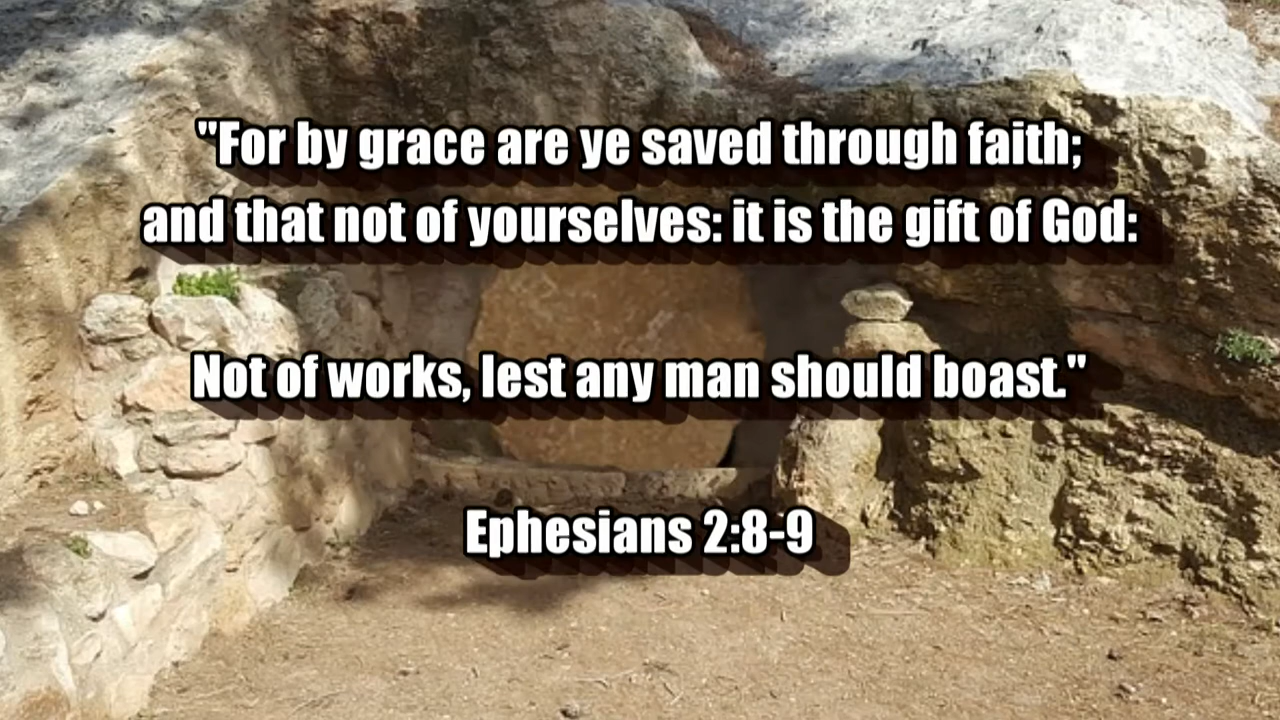 "For by grace are ye saved through faith;
and that not of yourselves: it is the gift of God:
Not of works, lest any man should boast."
Ephesians 2:8-9